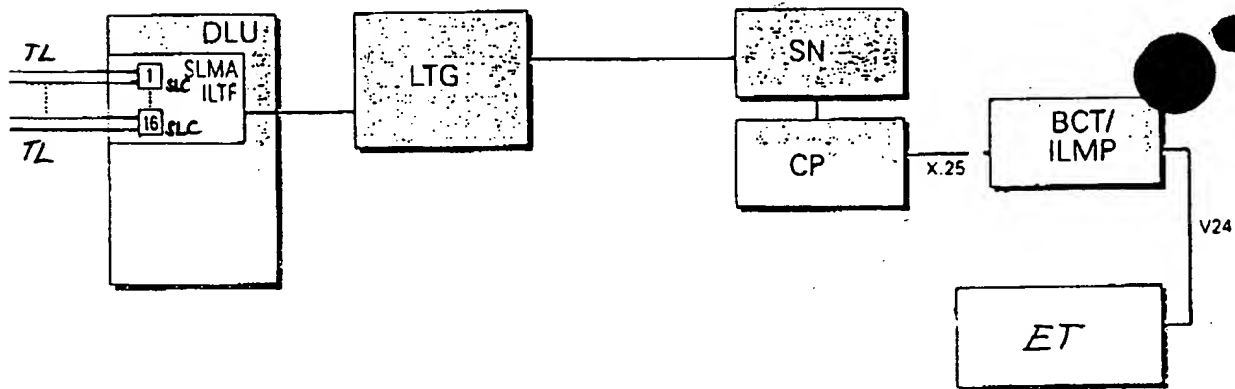 TL
TL
DLU
1
SLC
16
SLC
SLMA
ILTF
LTG
SN
CP
X.25
BCT/
ILMP
V24
ET